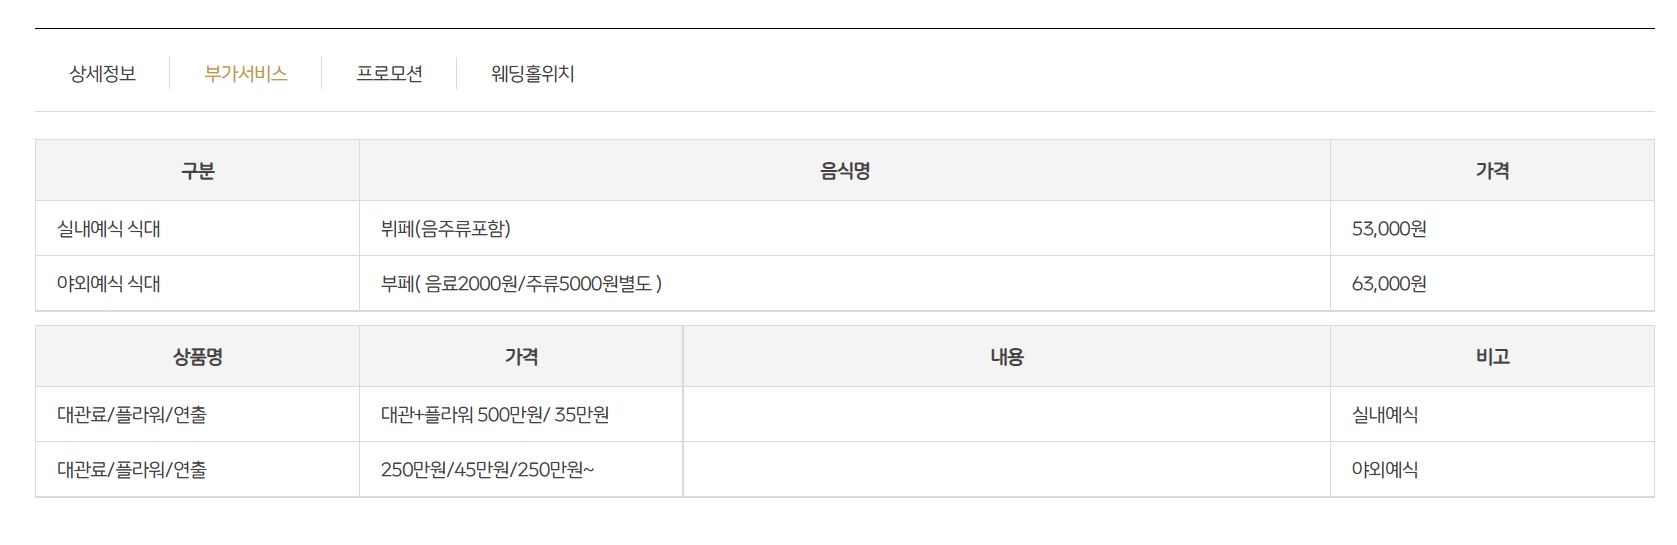 상세정보 부가서비스 프로모션 웨딩홀위치
구분 음식명 가격
실내예식 식대 뷔페(음주류포함) 53,000원
야외예식 식대 부페( 음료2000원/주류5000원별도 ) 63,000원
상품명 가격 내용 비고
대관료/플라워/연출 대관+플라워 500만원/ 35만원 실내예식
대관료/플라워/연출 250만원/45만원/250만원~ 야외예식